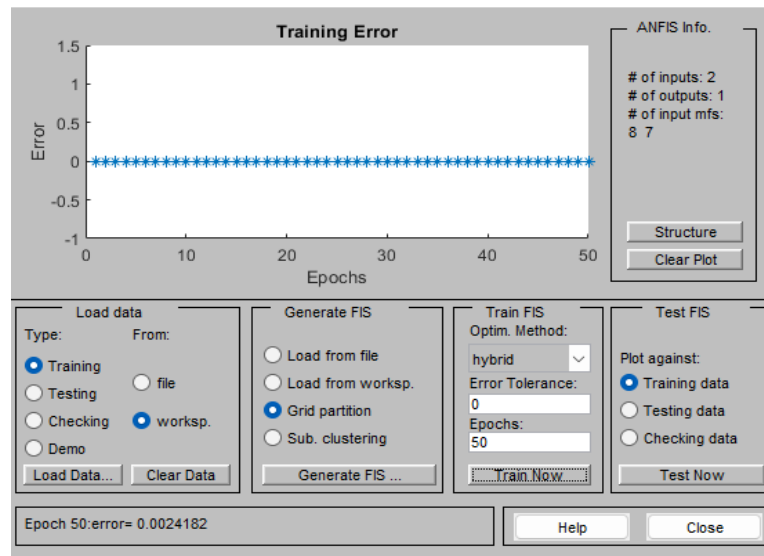 Training Error
1.5
1
0.5
0
-0.5
-1
Error
0 10 20 30 40 50
Epochs
ANFIS Info.
# of inputs: 2
# of outputs: 1
# of input mfs:
8 7
Structure
Clear Plot
Load data
Type: From:
Training
Testing
Checking
Demo
file
worksp.
Load Data... Clear Data
Generate FIS
Load from file
Load from worksp.
Grid partition
Sub. clustering
Generate FIS ...
Train FIS
Optim. Method:
hybrid
Error Tolerance:
0
Epochs:
50
Train Now
Test FIS
Plot against:
Training data
Testing data
Checking data
Test Now
Epoch 50:error= 0.0024182
Help Close